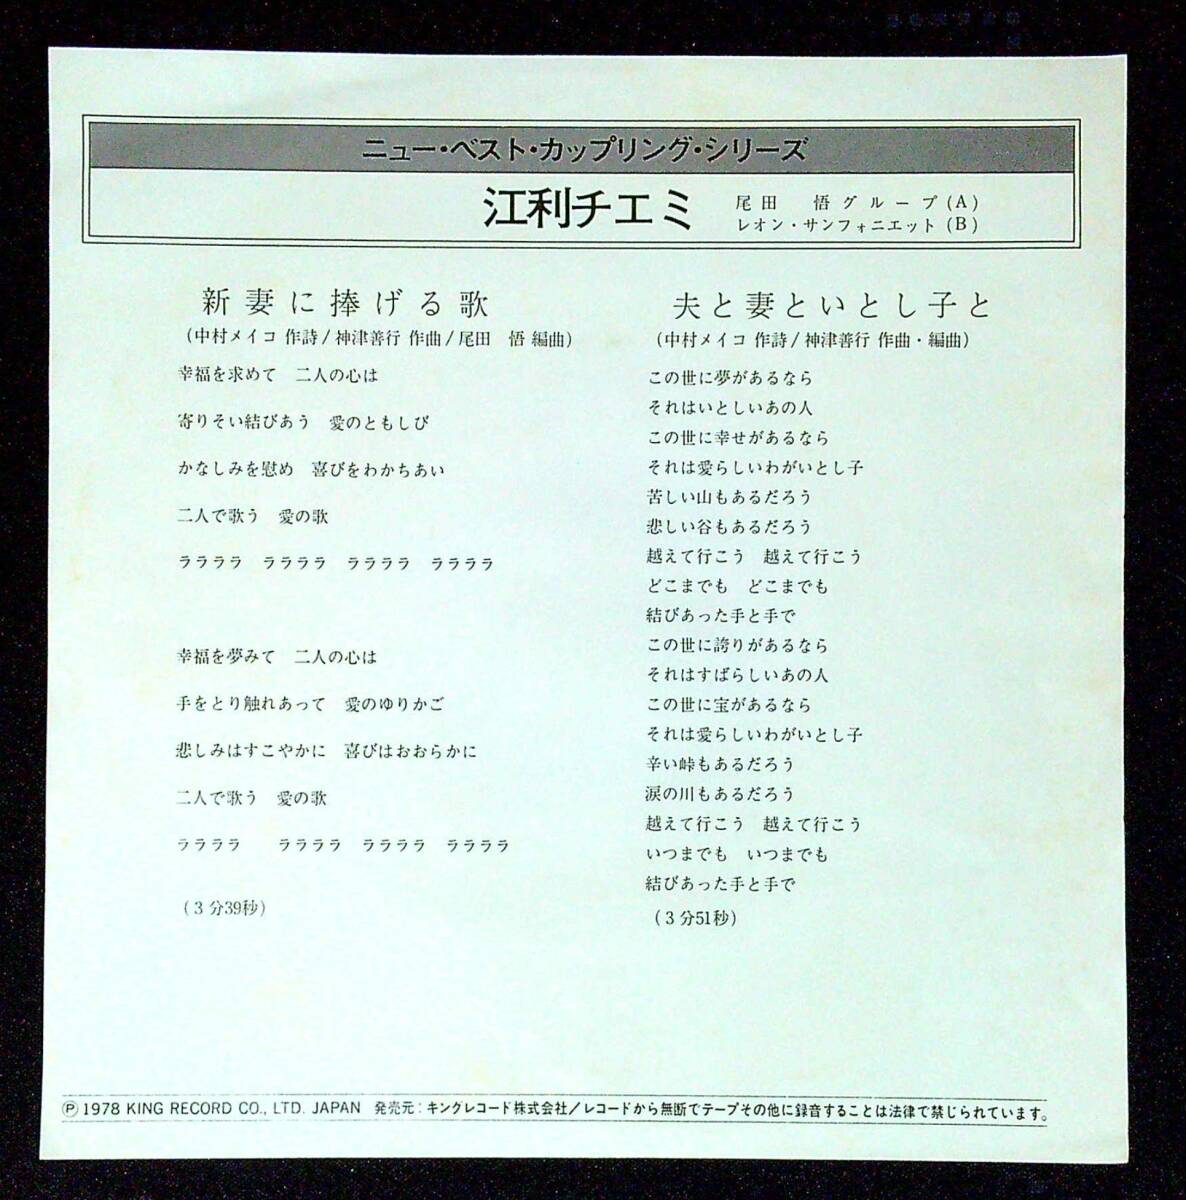 ニュー・ベスト・カップリング・シリーズ
江利チエミ
尾田　悟グループ(A)
レオン・サンフォニエット(B)
新妻に捧げる歌
(中村メイコ 作詩/神津善行 作曲/尾田　悟 編曲)
幸福を求めて　二人の心は
寄りそい結びあう　愛のともしび
かなしみを慰め　喜びをわかちあい
二人で歌う　愛の歌
ララララ　ララララ　ララララ　ララララ
幸福を夢みて　二人の心は
手をとり触れあって　愛のゆりかご
悲しみはすこやかに　喜びはおおらかに
二人で歌う　愛の歌
ララララ　ララララ　ララララ　ララララ
(3分39秒)
夫と妻といとし子と
(中村メイコ 作詩/神津善行 作曲・編曲)
この世に夢があるなら
それはいとしいあの人
この世に幸せがあるなら
それは愛らしいわがいとし子
苦しい山もあるだろう
悲しい谷もあるだろう
越えて行こう　越えて行こう
どこまでも　どこまでも
結びあった手と手で
この世に誇りがあるなら
それはすばらしいあの人
この世に宝があるなら
それは愛らしいわがいとし子
辛い峠もあるだろう
涙の川もあるだろう
越えて行こう　越えて行こう
いつまでも　いつまでも
結びあった手と手で
(3分51秒)
Ⓟ1978 KING RECORD CO., LTD. JAPAN　発売元：キングレコード株式会社/レコードから無断でテープその他に録音することは法律で禁じられています。